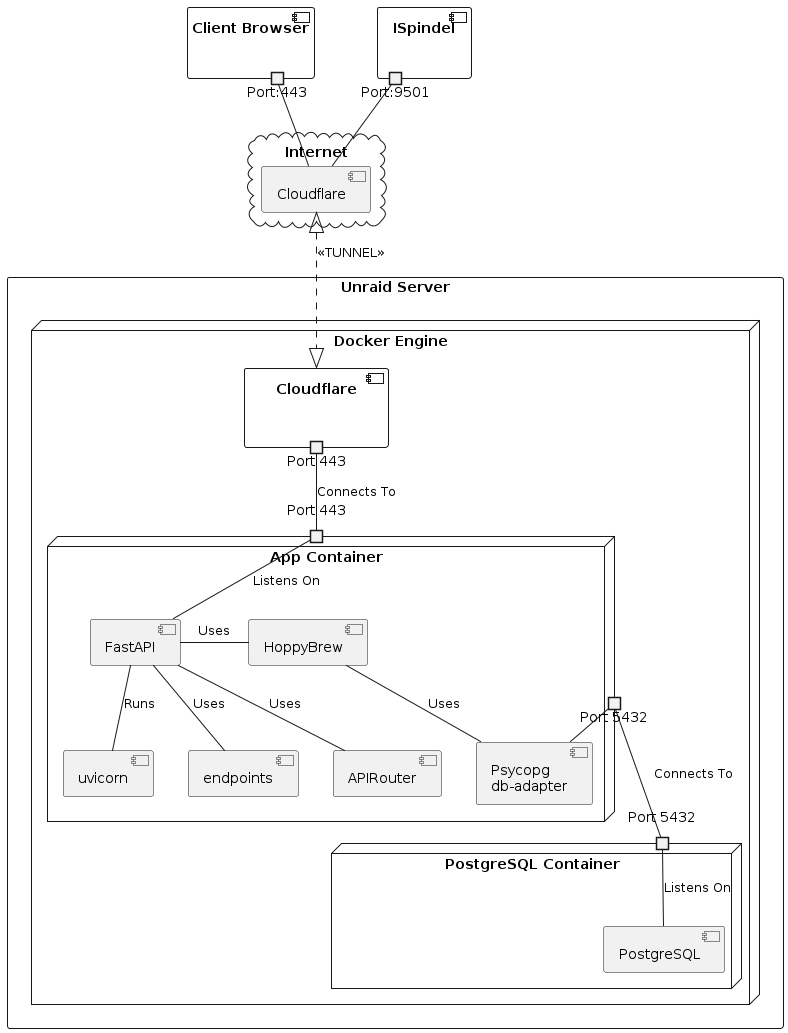 Client Browser
ISpindel
Port:443
Port:9501
Internet
Cloudflare
«TUNNEL»
Unraid Server
Docker Engine
Cloudflare
Port 443
Connects To
Port 443
App Container
Listens On
FastAPI
Uses
HoppyBrew
Runs
Uses
Uses
Uses
Port 5432
uvicorn
endpoints
APIRouter
Psycopg
db-adapter
Connects To
Port 5432
PostgreSQL Container
Listens On
PostgreSQL